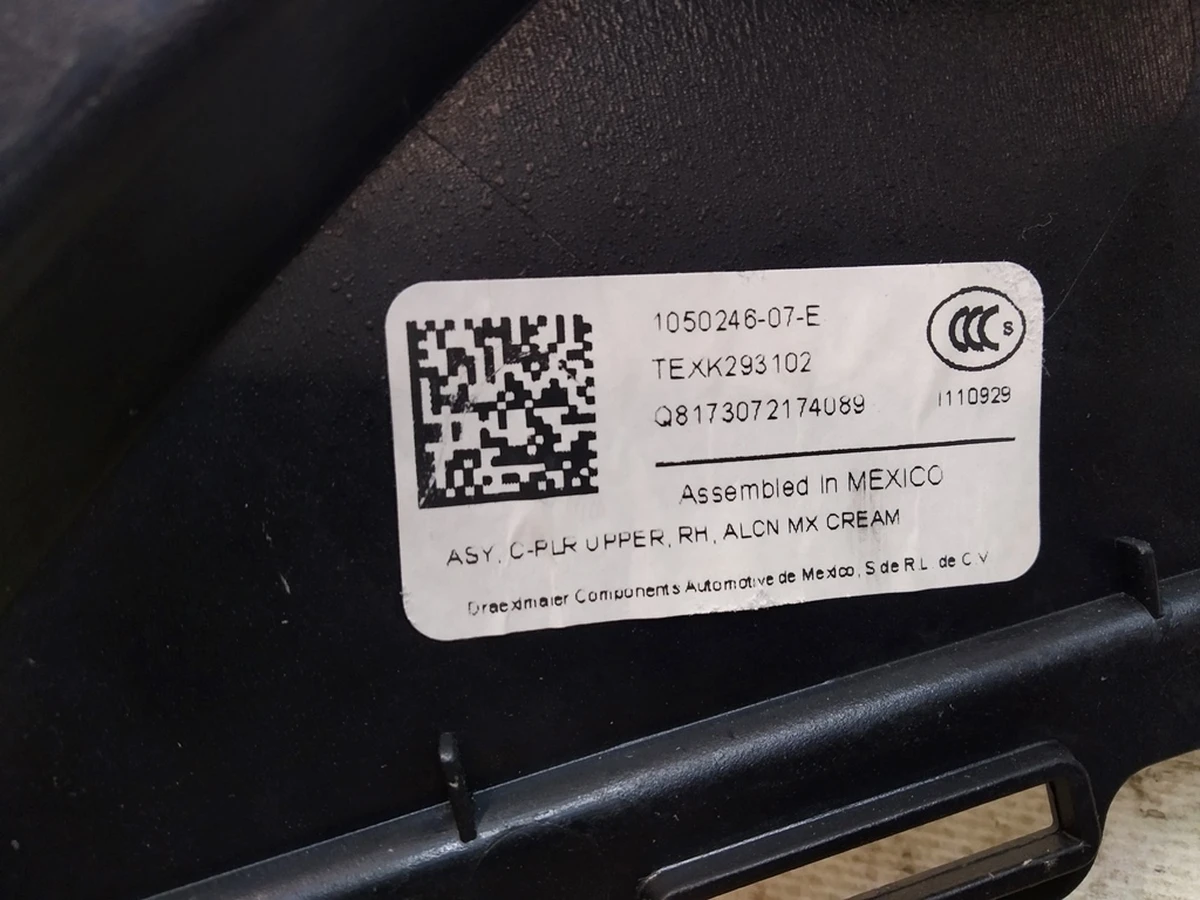 1050246-07-E
TEXK293102
Q8173072174089
CCC S
I110929
Assembled in MEXICO
ASY, C-PLR UPPER, RH, ALCN MX CREAM
Draexlmaier Components Automotive de Mexico, S de R.L. de C.V